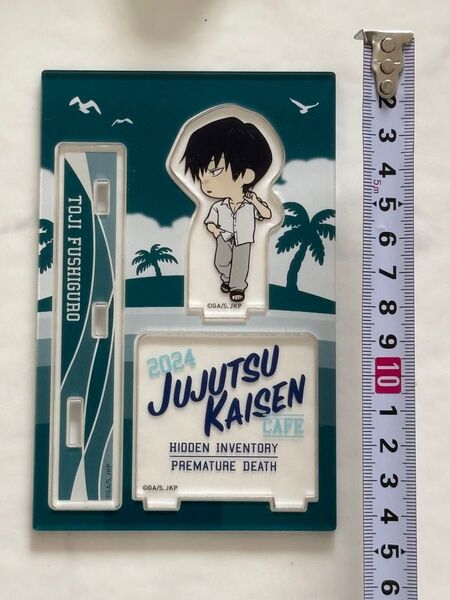 TOJI FUSHIGURO
©GA/S, JKP
©GA/S, JKP
2024
JUJUTSU
KAISEN
CAFE
HIDDEN INVENTORY
PREMATURE DEATH
©GA/S, JKP
2
3
4
5m
5
6
7
8
9
10
1
2
3
4
5
6